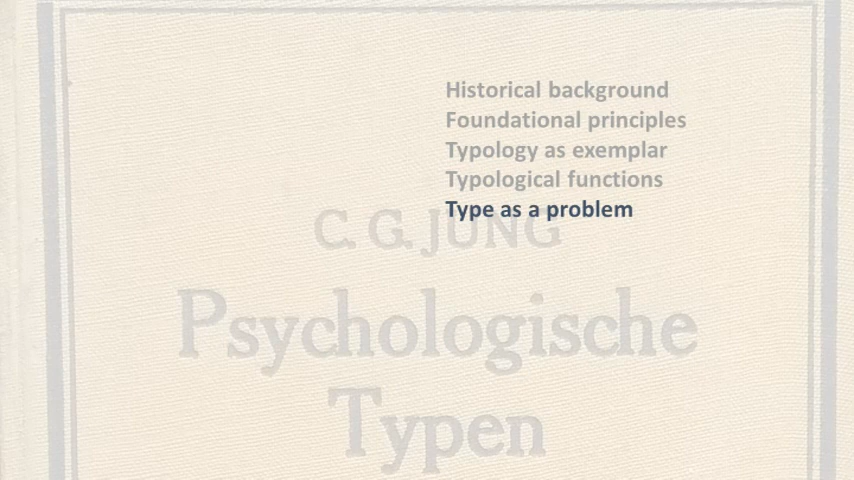 Historical background
Foundational principles
Typology as exemplar
Typological functions
Type as a problem
C. G. JUNG
Psychologische
Typen